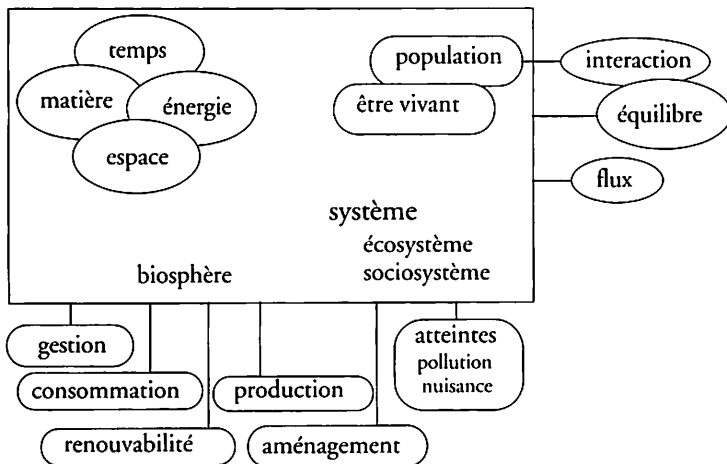 temps
matière
énergie
espace
population
être vivant
interaction
équilibre
flux
système
écosystème
sociosystème
biosphère
gestion
consommation
renouvabilité
production
aménagement
atteintes
pollution
nuisance